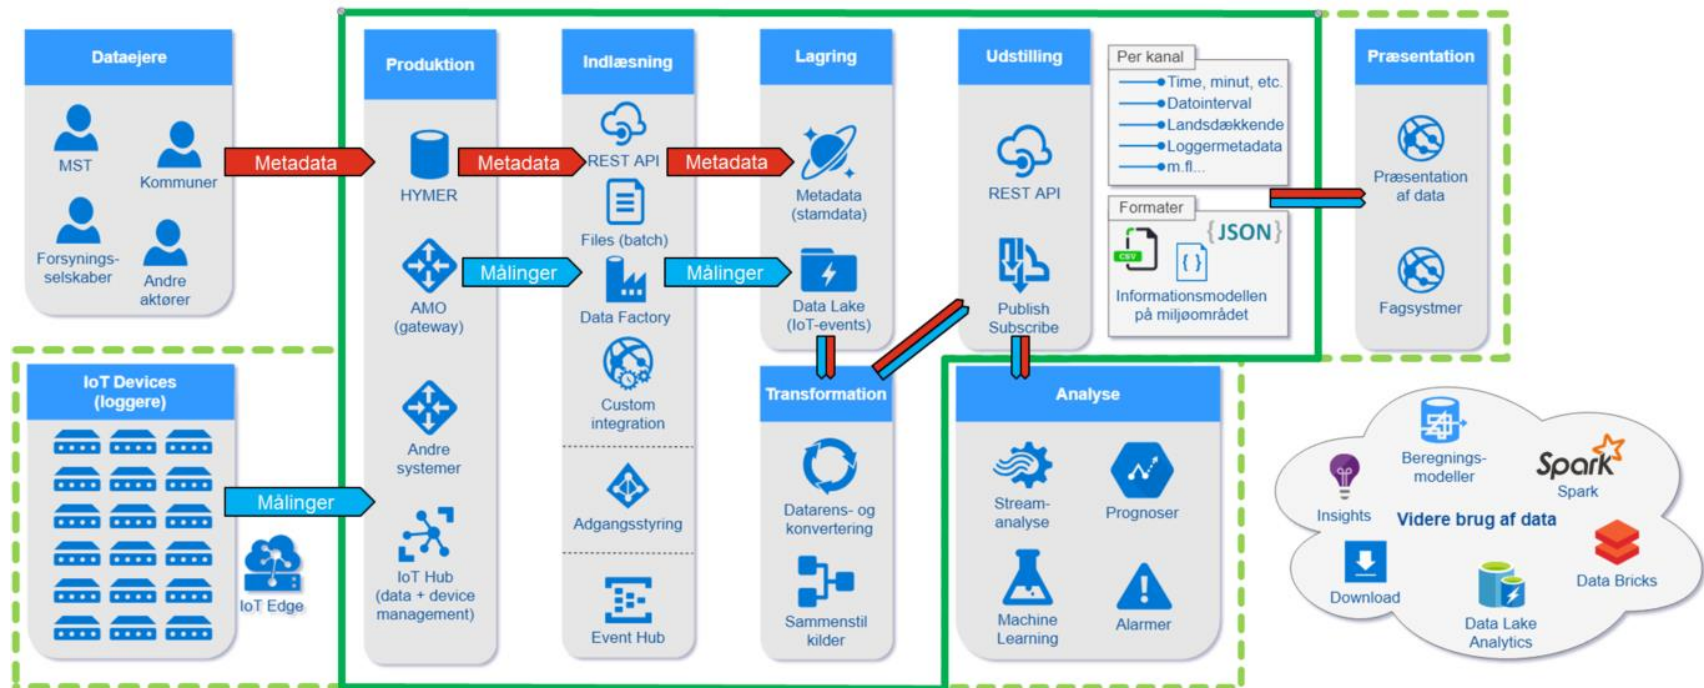 Dataejere
MST
Kommuner
Forsynings-
selskaber
Andre
aktører
IoT Devices
(loggere)
IoT Edge
Metadata
Målinger
Produktion
HYMER
AMO
(gateway)
Andre
systemer
IoT Hub
(data + device
management)
Metadata
Målinger
Indlæsning
REST API
Files (batch)
Data Factory
Custom
integration
Adgangsstyring
Event Hub
Metadata
Målinger
Lagring
Metadata
(stamdata)
Data Lake
(IoT-events)
Transformation
Datarens- og
konvertering
Sammenstil
kilder
Udstilling
REST API
Publish
Subscribe
Per kanal
Time, minut, etc.
Datointerval
Landsdækkende
Loggermetadata
m.fl...
Formater
CSV
{JSON}
{ }
Informationsmodellen
på miljøområdet
Analyse
Stream-
analyse
Prognoser
Machine
Learning
Alarmer
Præsentation
Præsentation
af data
Fagsystmer
Beregnings-
modeller
Spark
Spark
Insights
Videre brug af data
Download
Data Bricks
Data Lake
Analytics